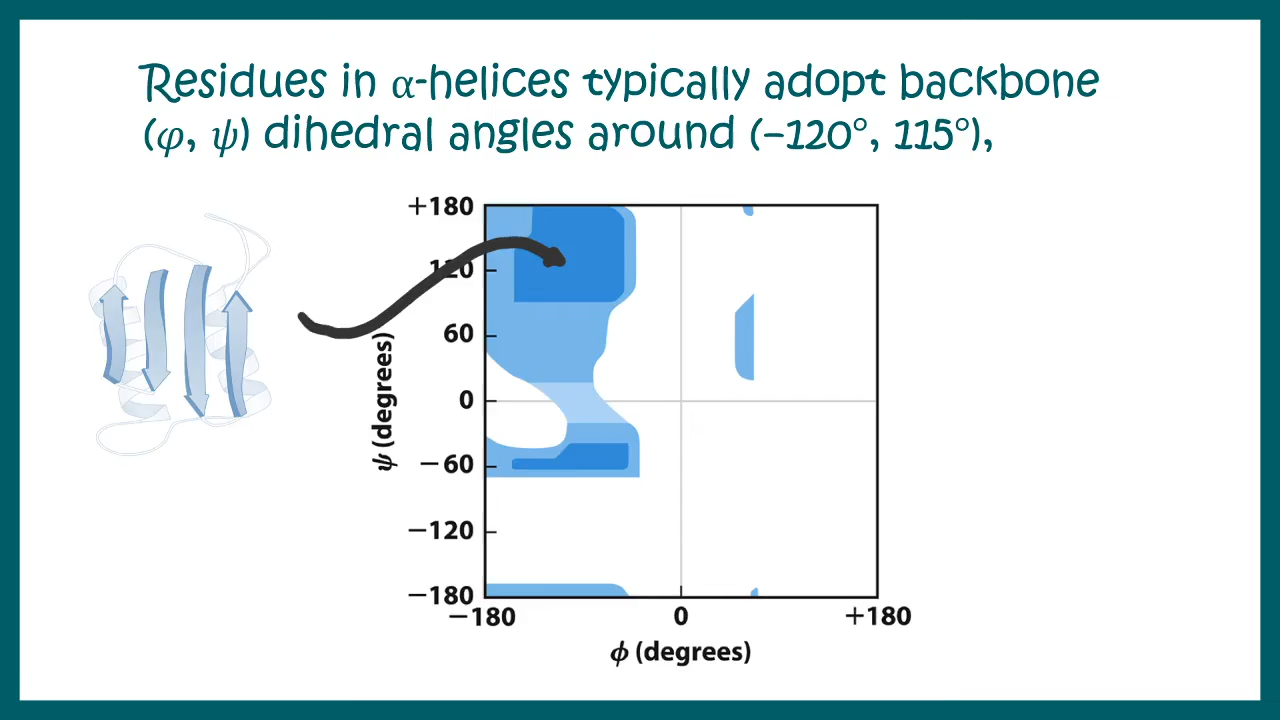 Residues in α-helices typically adopt backbone
(φ, ψ) dihedral angles around (–120°, 115°),
+180
120
60
0
−60
−120
−180
ψ (degrees)
−180 0 +180
ϕ (degrees)